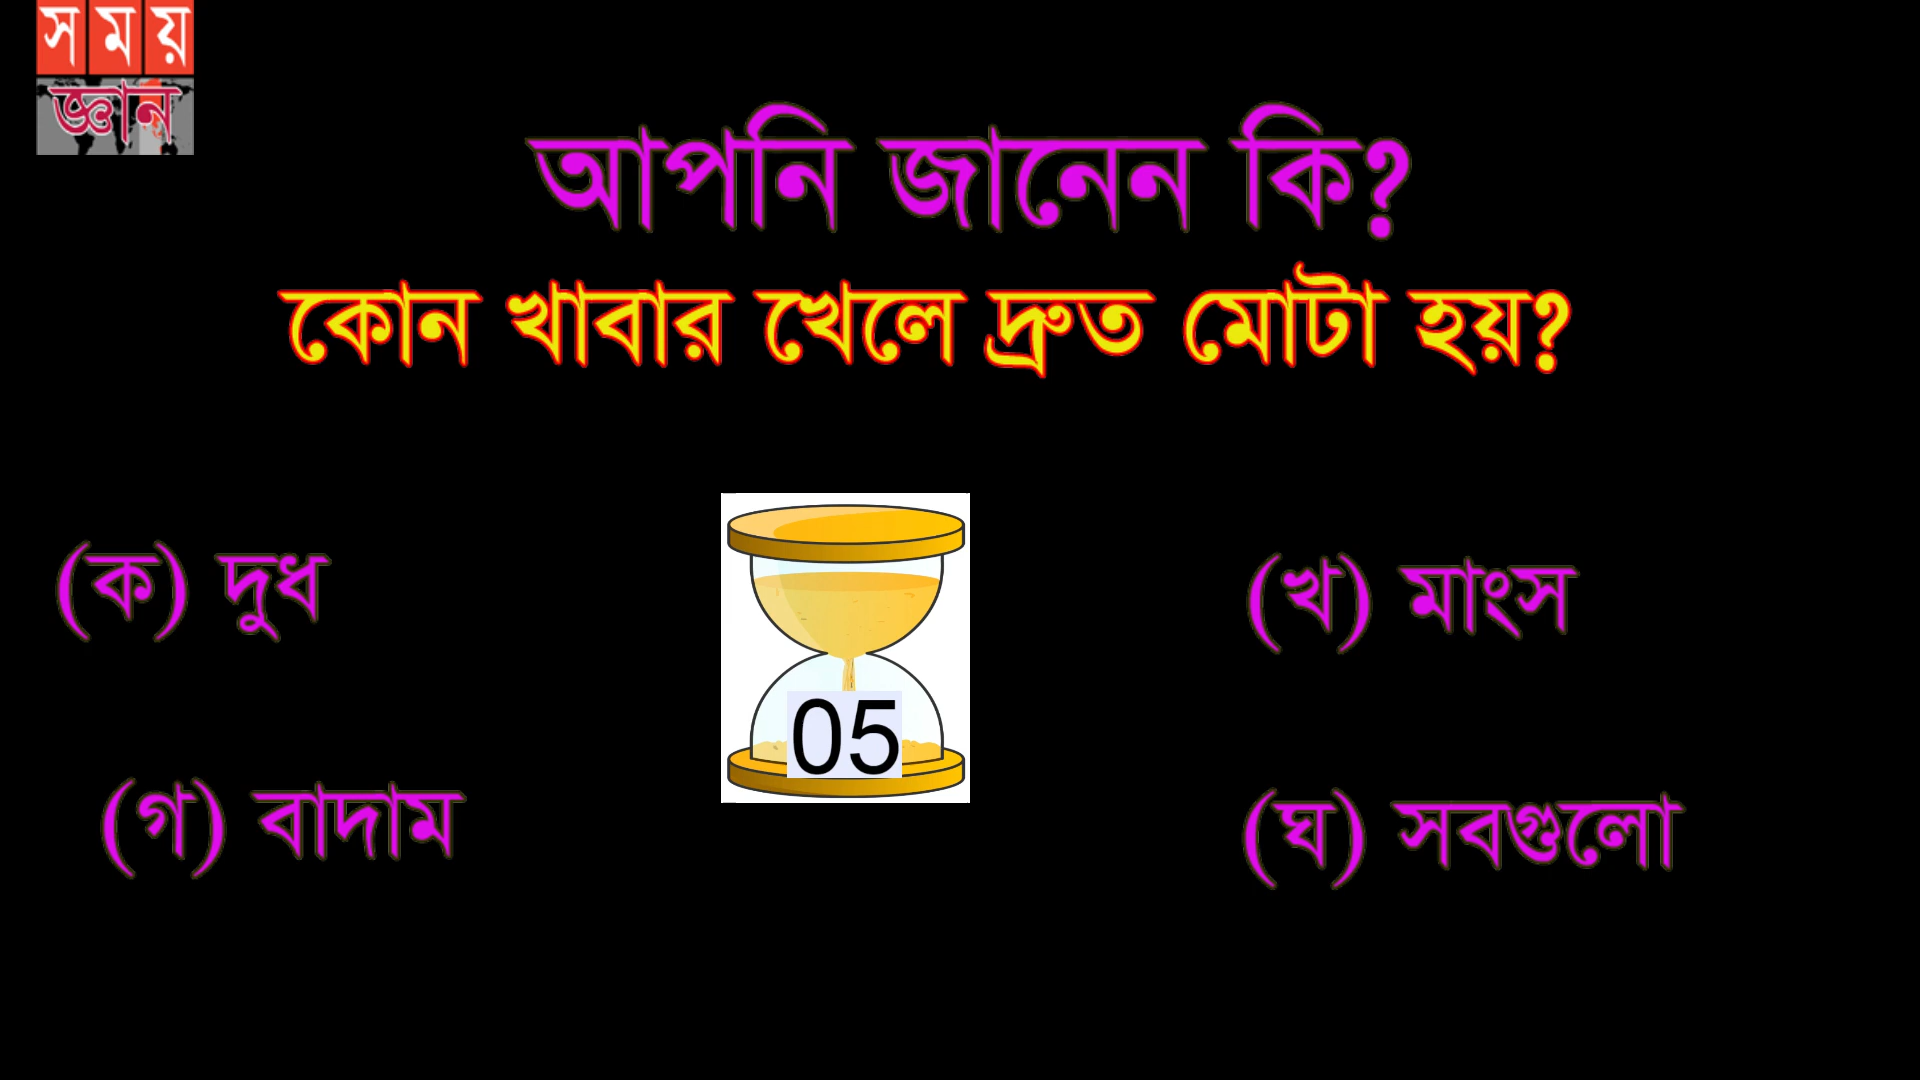 সময়
জ্ঞান
আপনি জানেন কি?
কোন খাবার খেলে দ্রুত মোটা হয়?
(ক) দুধ
(খ) মাংস
05
(গ) বাদাম
(ঘ) সবগুলো